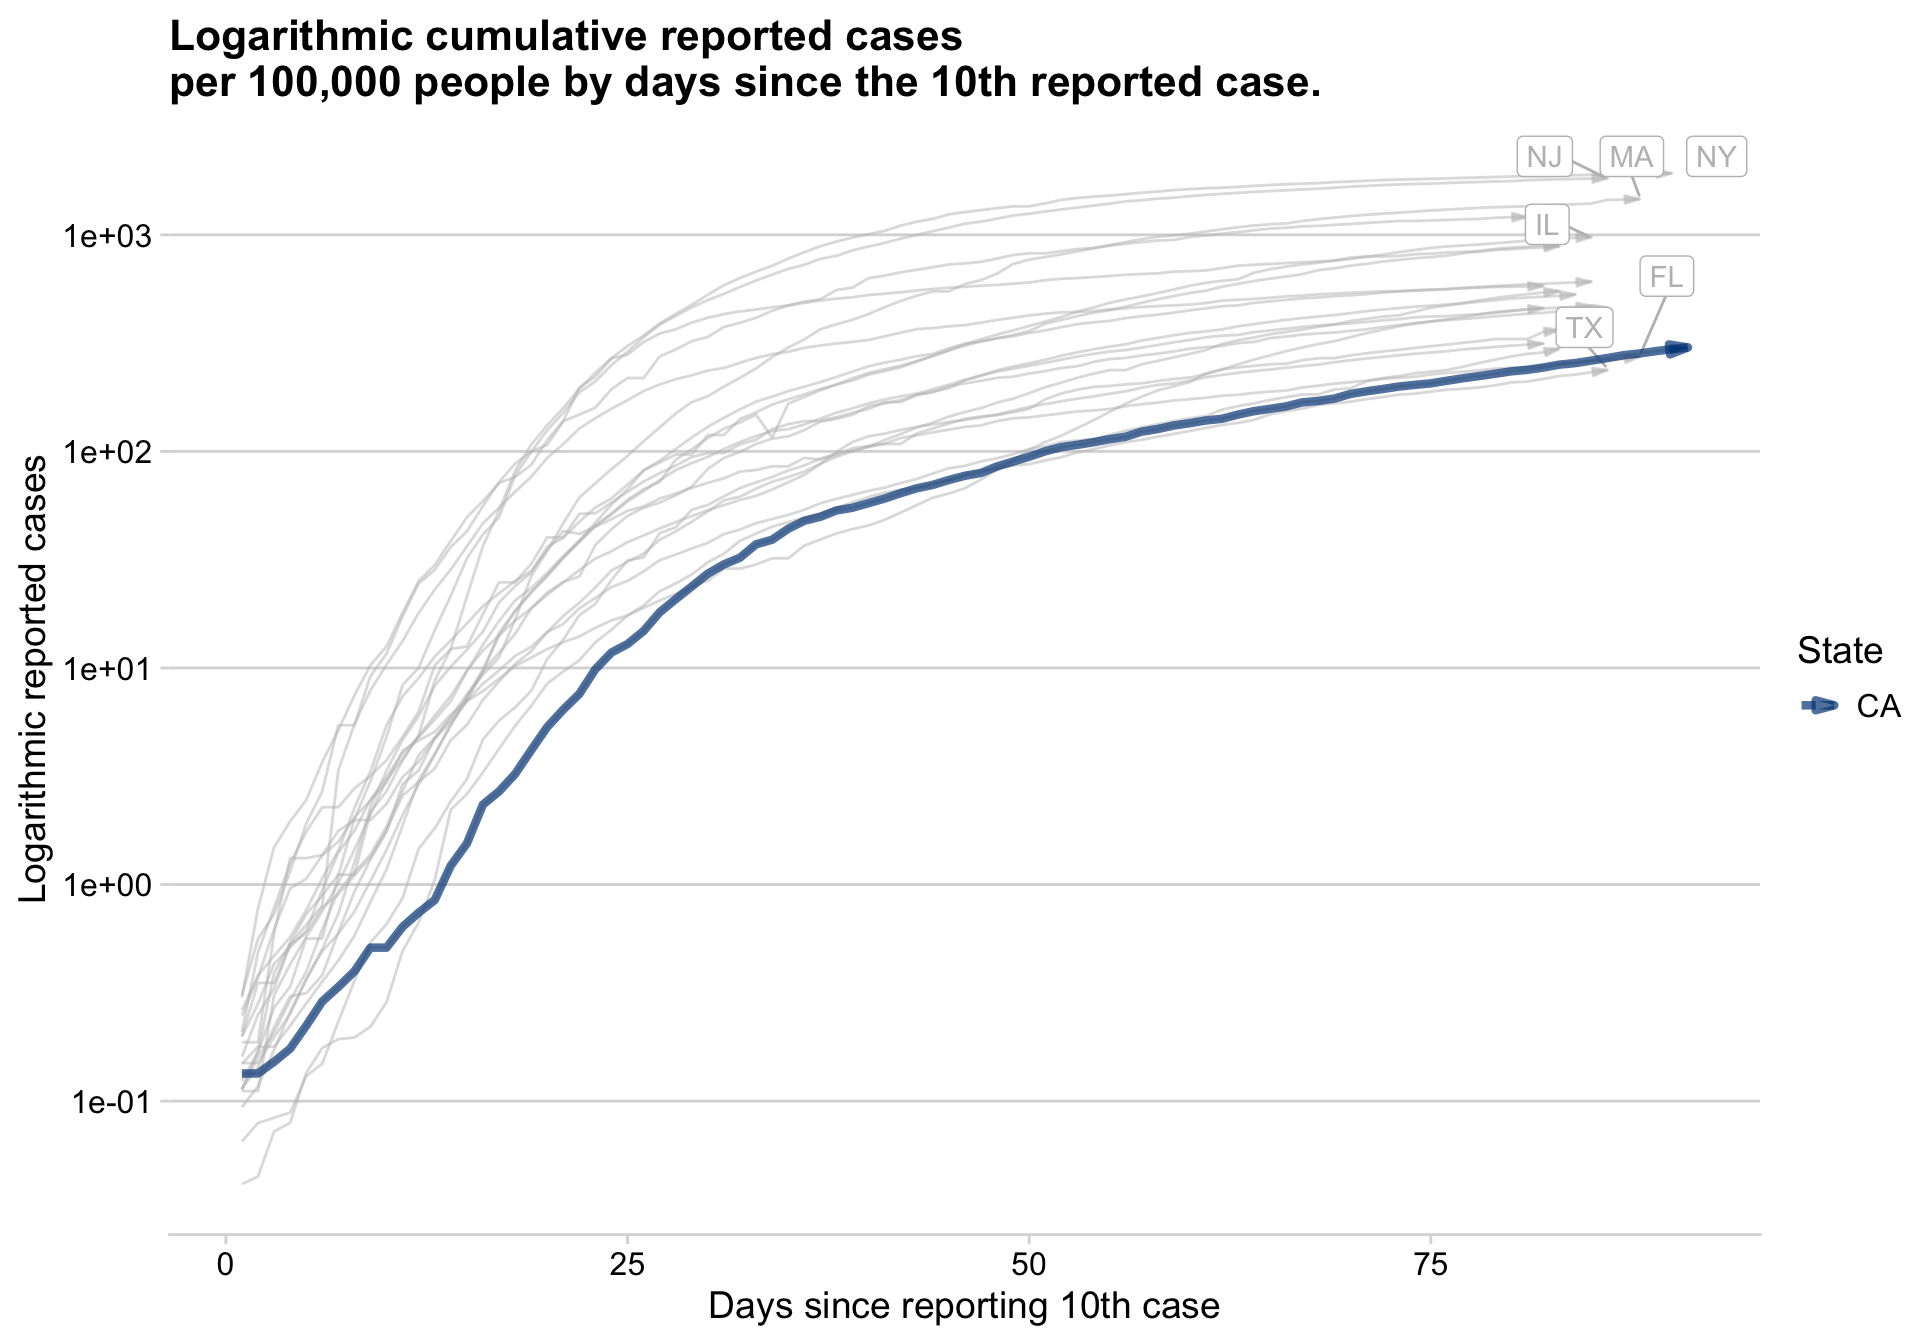 Logarithmic cumulative reported cases
per 100,000 people by days since the 10th reported case.
NJ
MA
NY
IL
FL
TX
1e+03
1e+02
1e+01
1e+00
1e-01
Logarithmic reported cases
0
25
50
75
Days since reporting 10th case
State
CA